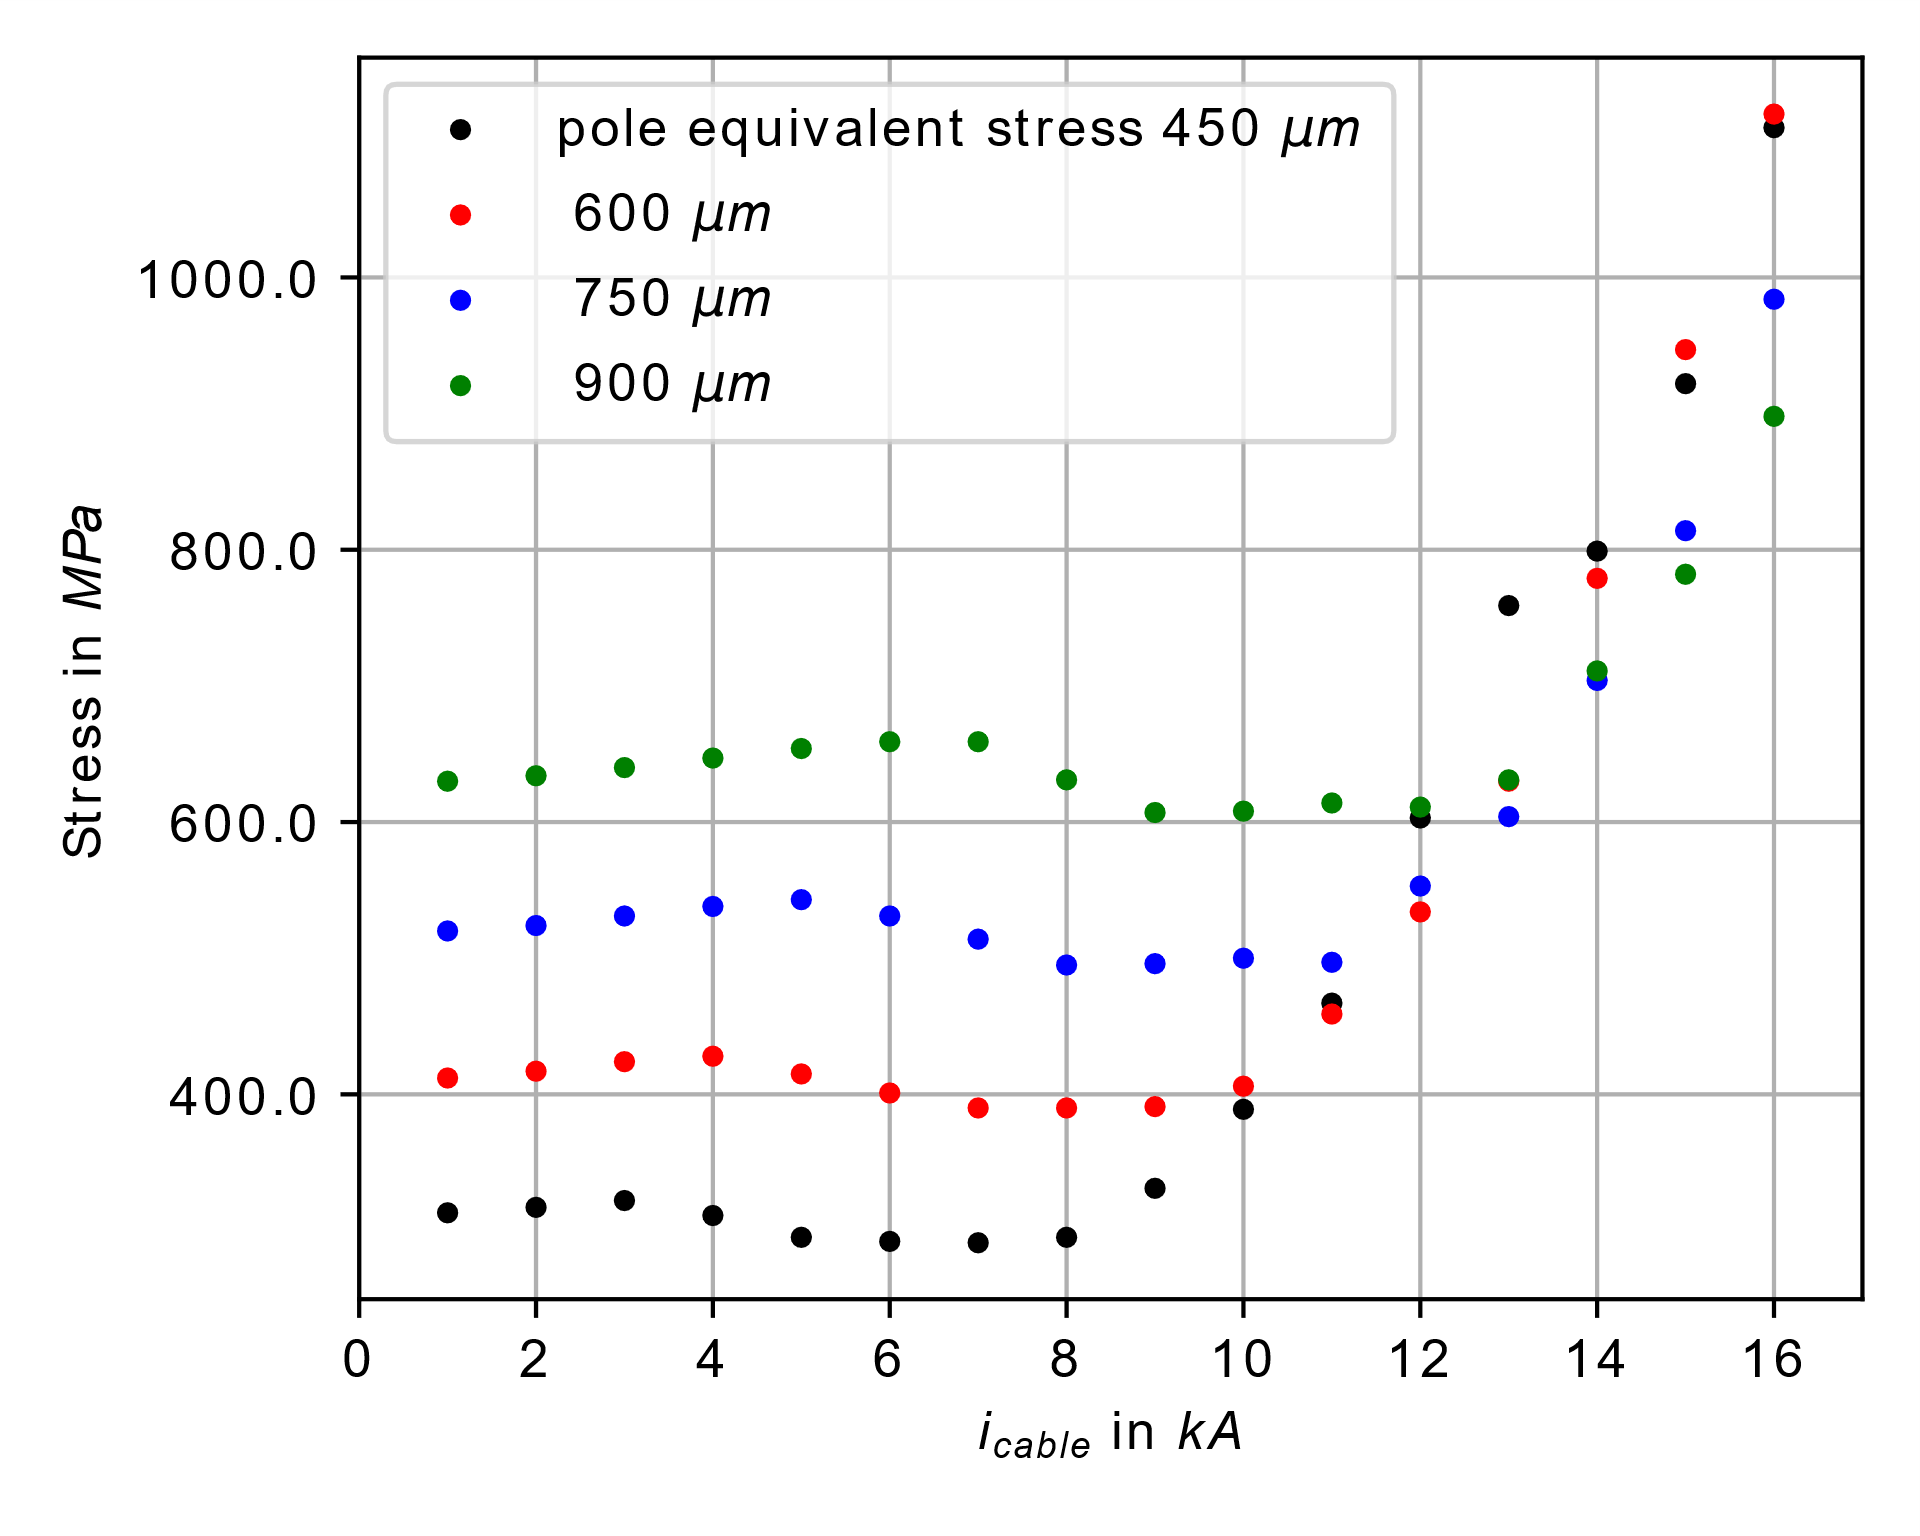 pole equivalent stress 450 μm
600 μm
750 μm
900 μm
1000.0
800.0
600.0
400.0
Stress in MPa
0 2 4 6 8 10 12 14 16
i_cable in kA